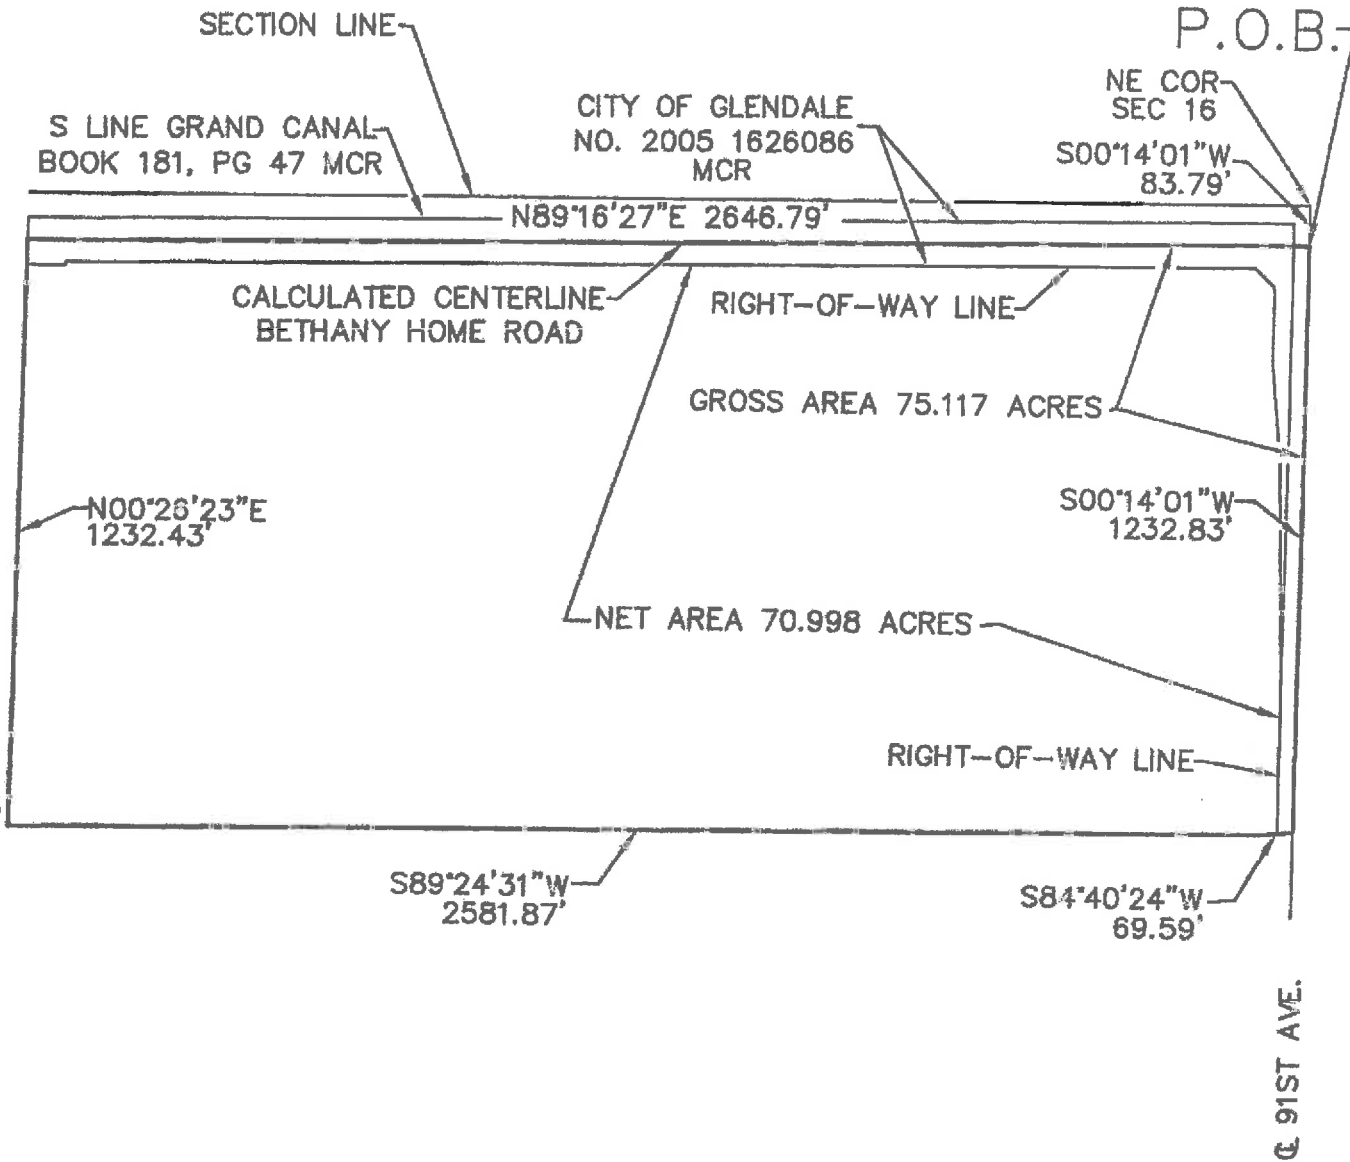 SECTION LINE
P.O.B.
NE COR
SEC 16
S LINE GRAND CANAL
BOOK 181, PG 47 MCR
CITY OF GLENDALE
NO. 2005 1626086
MCR
S00°14'01"W
83.79'
N89°16'27"E 2646.79'
CALCULATED CENTERLINE
BETHANY HOME ROAD
RIGHT-OF-WAY LINE
GROSS AREA 75.117 ACRES
N00°26'23"E
1232.43'
S00°14'01"W
1232.83'
NET AREA 70.998 ACRES
RIGHT-OF-WAY LINE
S89°24'31"W
2581.87'
S84°40'24"W
69.59'
℄ 91ST AVE.